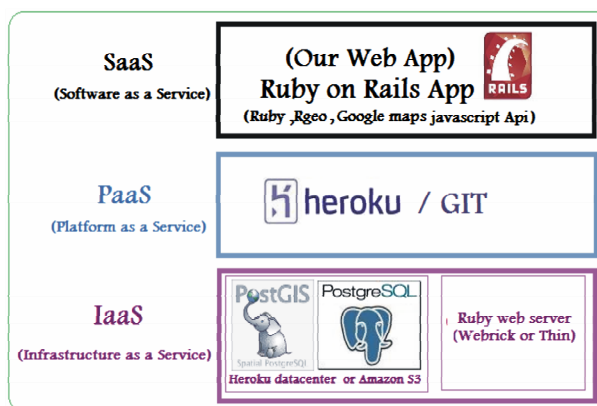 SaaS
(Software as a Service)
(Our Web App)
Ruby on Rails App
(Ruby ,Rgeo , Google maps javascript Api)
RAILS
PaaS
(Platform as a Service)
heroku / GIT
IaaS
(Infrastructure as a Service)
PostGIS
Spatial PostgreSQL
PostgreSQL
Heroku datacenter or Amazon S3
Ruby web server
(Webrick or Thin)